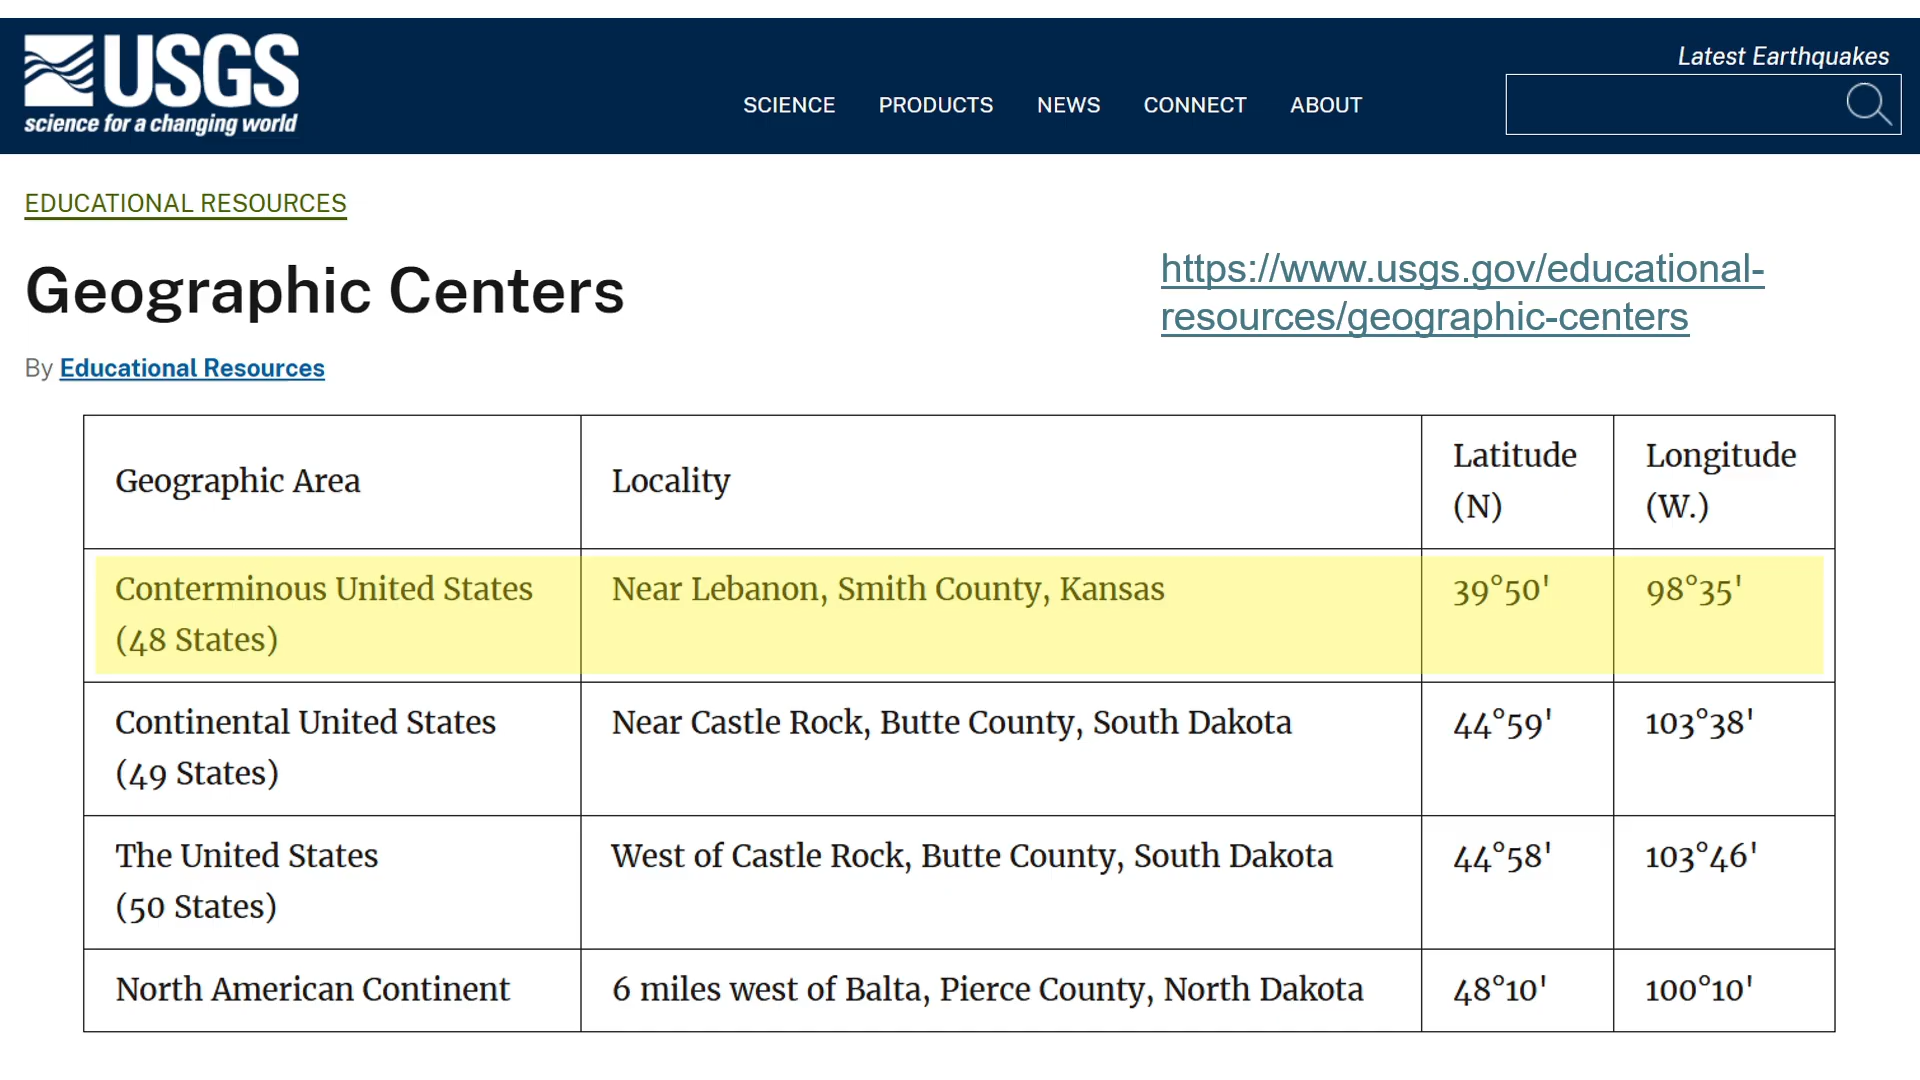 USGS
science for a changing world
SCIENCE PRODUCTS NEWS CONNECT ABOUT
Latest Earthquakes
EDUCATIONAL RESOURCES
Geographic Centers
https://www.usgs.gov/educational-
resources/geographic-centers
By Educational Resources
Geographic Area Locality Latitude (N) Longitude (W.)
Conterminous United States Near Lebanon, Smith County, Kansas 39°50' 98°35'
(48 States)
Continental United States Near Castle Rock, Butte County, South Dakota 44°59' 103°38'
(49 States)
The United States West of Castle Rock, Butte County, South Dakota 44°58' 103°46'
(50 States)
North American Continent 6 miles west of Balta, Pierce County, North Dakota 48°10' 100°10'